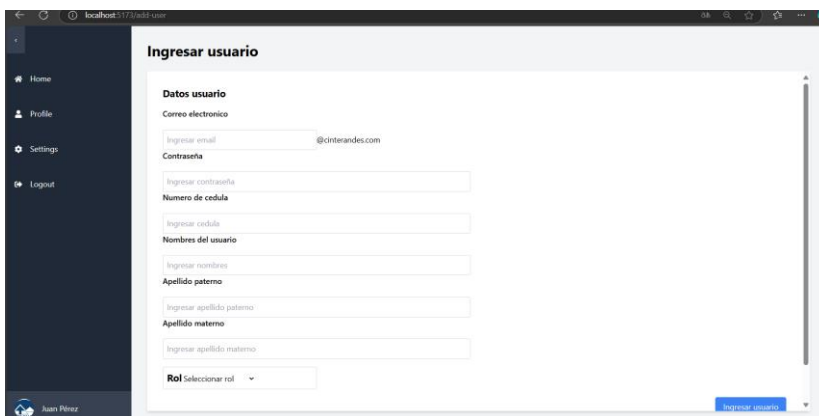 localhost:5173/add-user
Ingresar usuario
Home
Profile
Settings
Logout
Datos usuario
Correo electronico
Ingresar email @cinterandes.com
Contraseña
Ingresar contraseña
Numero de cedula
Ingresar cedula
Nombres del usuario
Ingresar nombres
Apellido paterno
Ingresar apellido paterno
Apellido materno
Ingresar apellido materno
Rol Seleccionar rol
Ingresar usuario
Juan Pérez